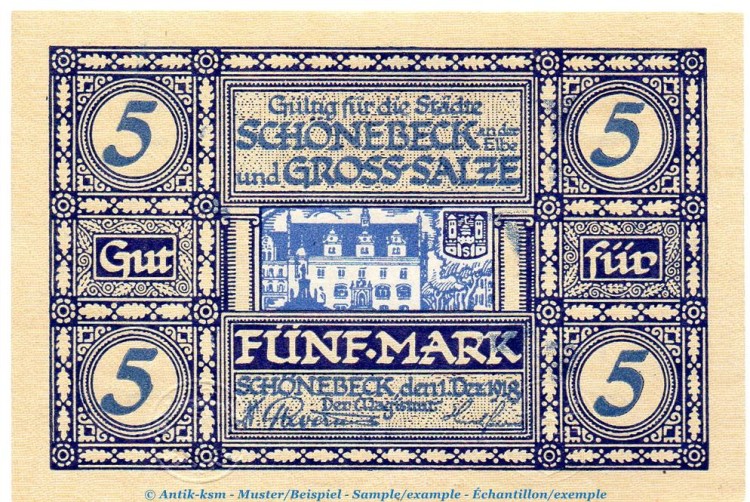 5
Gültig für die Städte
SCHÖNEBECK an der Elbe
und GROSS-SALZE
5
Gut
S
für
FÜNF·MARK
5
SCHÖNEBECK, den 1. Dez. 1918
Der Magistrat
5
© Antik-ksm - Muster/Beispiel - Sample/example - Échantillon/exemple